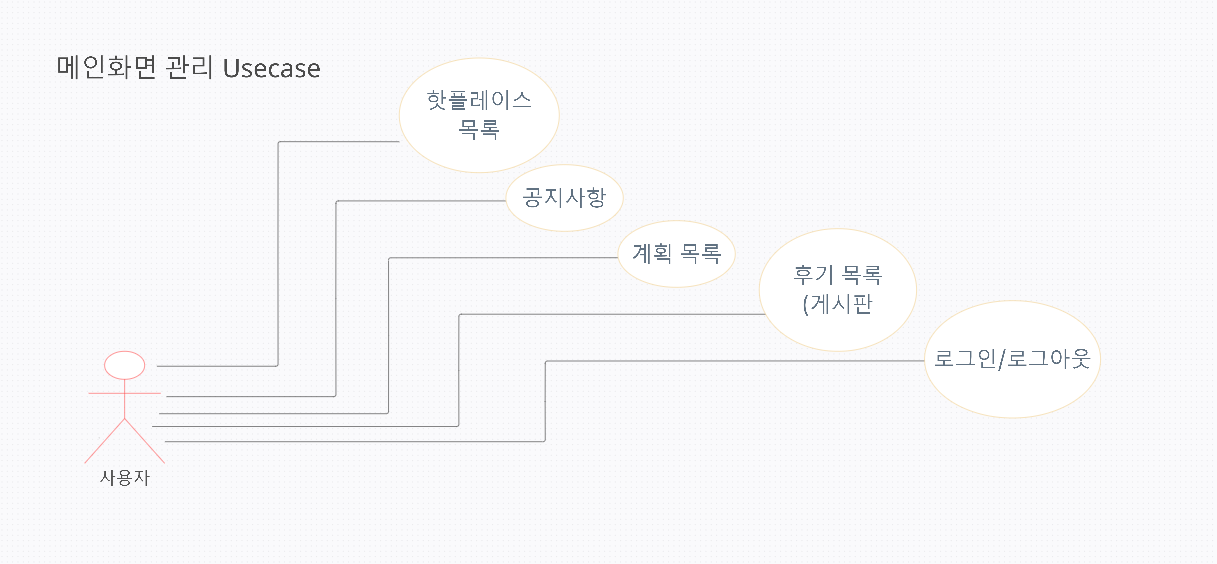 메인화면 관리 Usecase
핫플레이스
목록
공지사항
계획 목록
후기 목록
(게시판
로그인/로그아웃
사용자